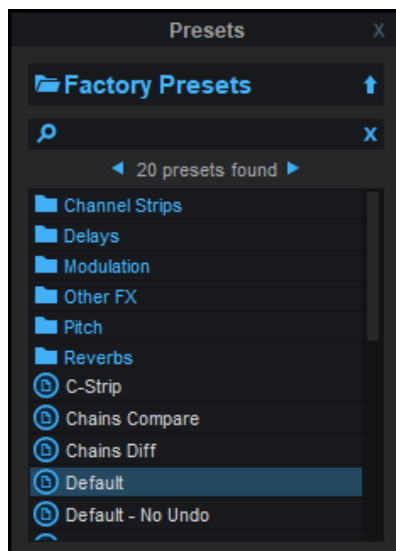 Presets X
Factory Presets
X
20 presets found
Channel Strips
Delays
Modulation
Other FX
Pitch
Reverbs
C-Strip
Chains Compare
Chains Diff
Default
Default - No Undo